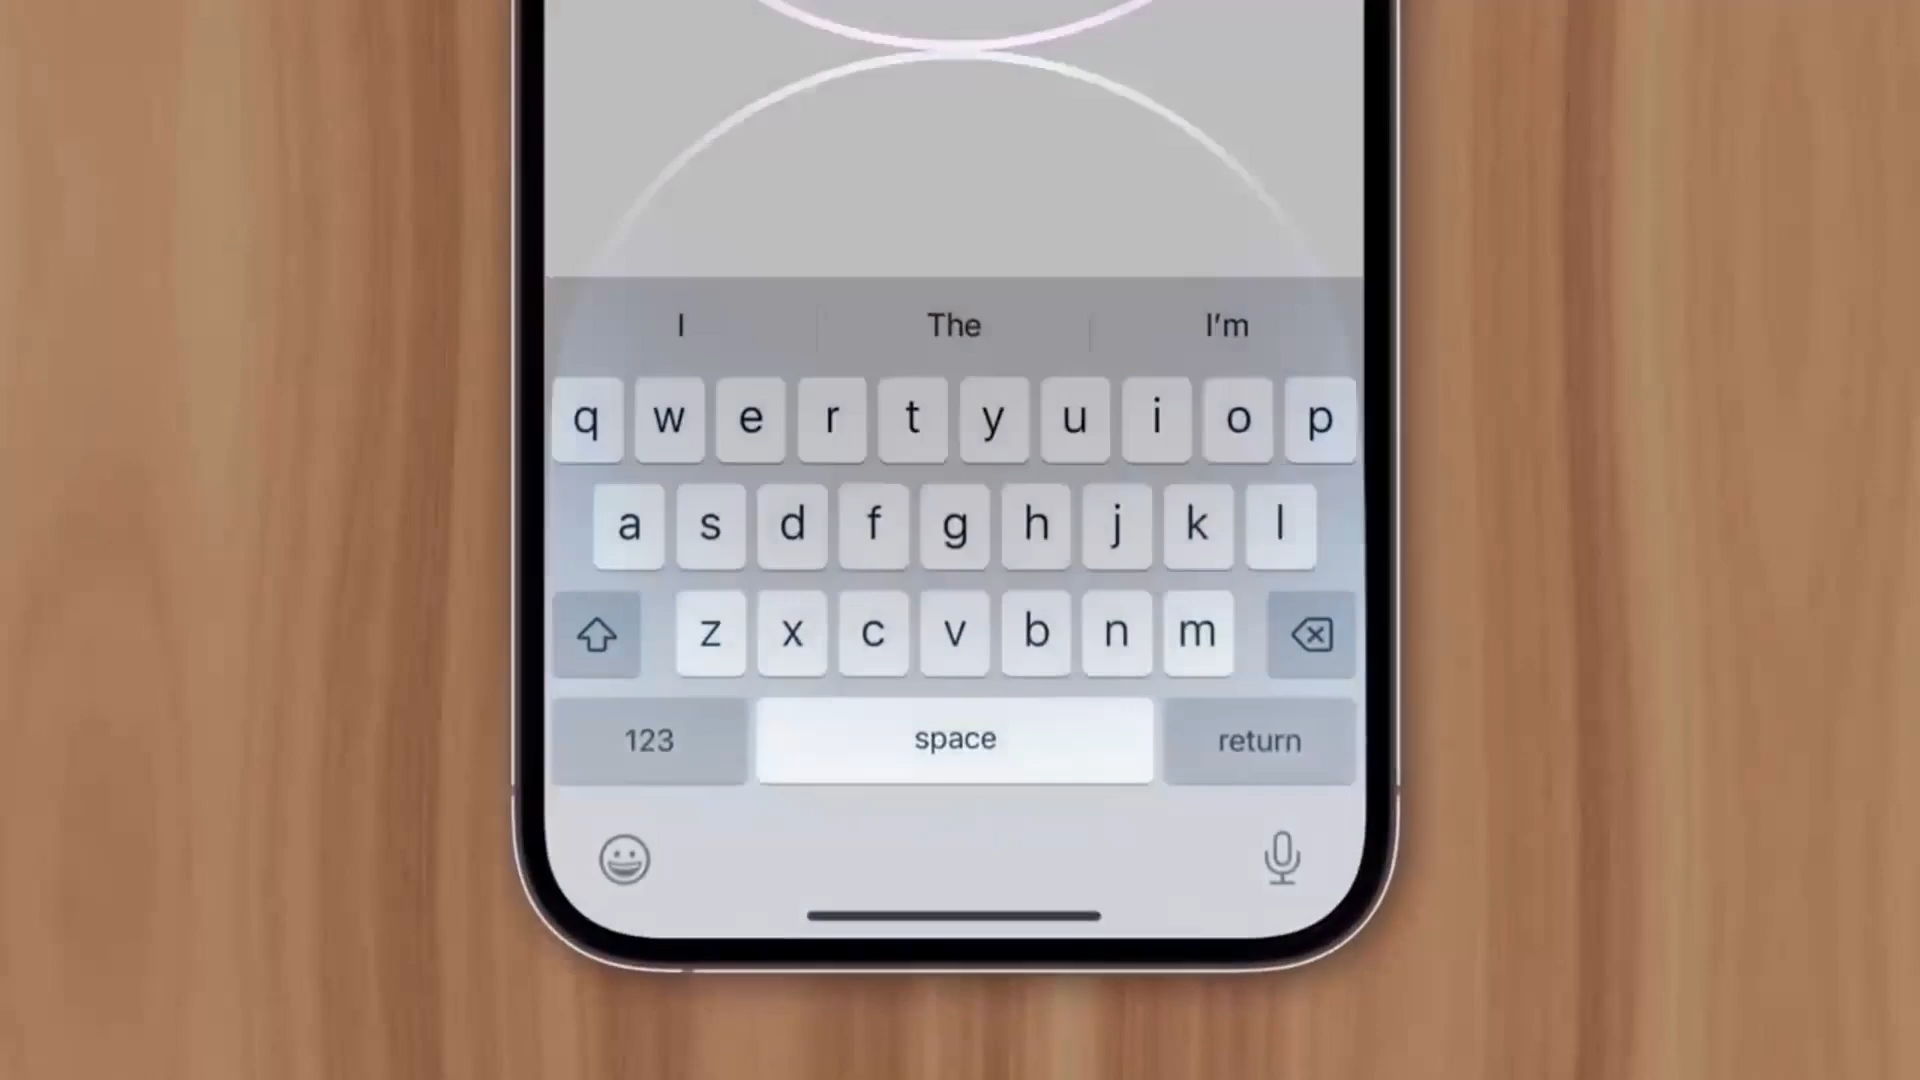 I The I'm
q w e r t y u i o p
a s d f g h j k l
z x c v b n m
123 space return